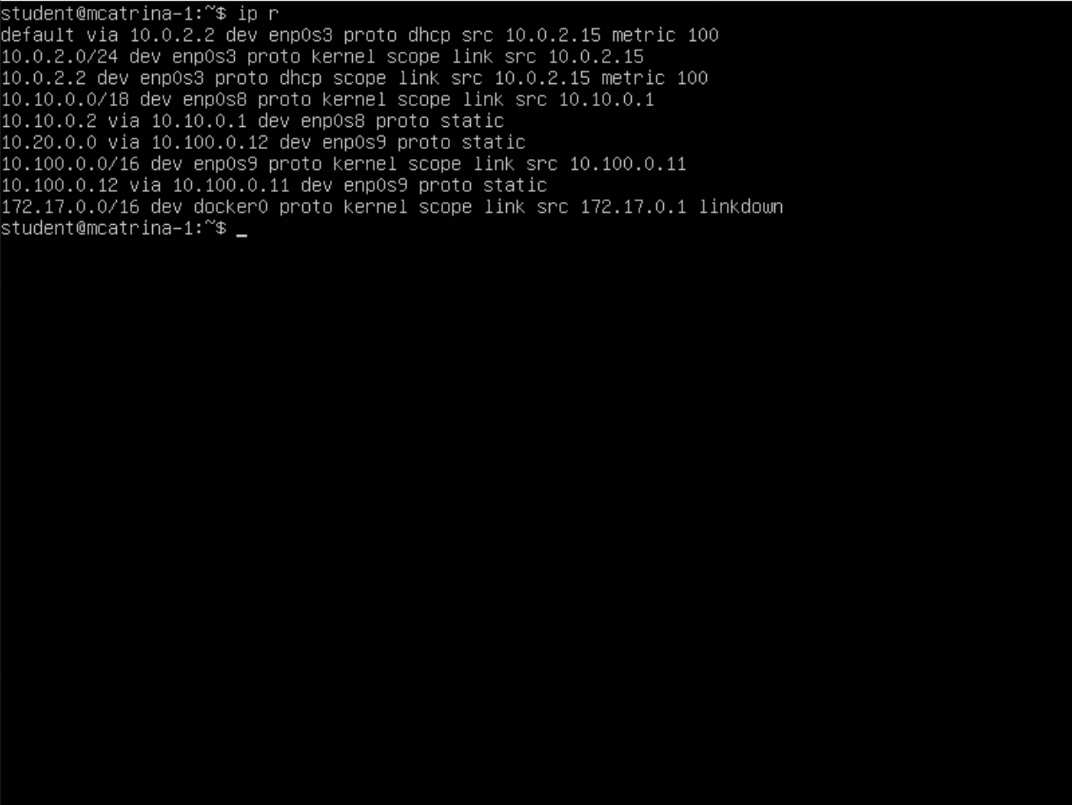 student@mcatrina-1:~$ ip r
default via 10.0.2.2 dev enp0s3 proto dhcp src 10.0.2.15 metric 100
10.0.2.0/24 dev enp0s3 proto kernel scope link src 10.0.2.15
10.0.2.2 dev enp0s3 proto dhcp scope link src 10.0.2.15 metric 100
10.10.0.0/18 dev enp0s8 proto kernel scope link src 10.10.0.1
10.10.0.2 via 10.10.0.1 dev enp0s8 proto static
10.20.0.0 via 10.100.0.12 dev enp0s9 proto static
10.100.0.0/16 dev enp0s9 proto kernel scope link src 10.100.0.11
10.100.0.12 via 10.100.0.11 dev enp0s9 proto static
172.17.0.0/16 dev docker0 proto kernel scope link src 172.17.0.1 linkdown
student@mcatrina-1:~$ _